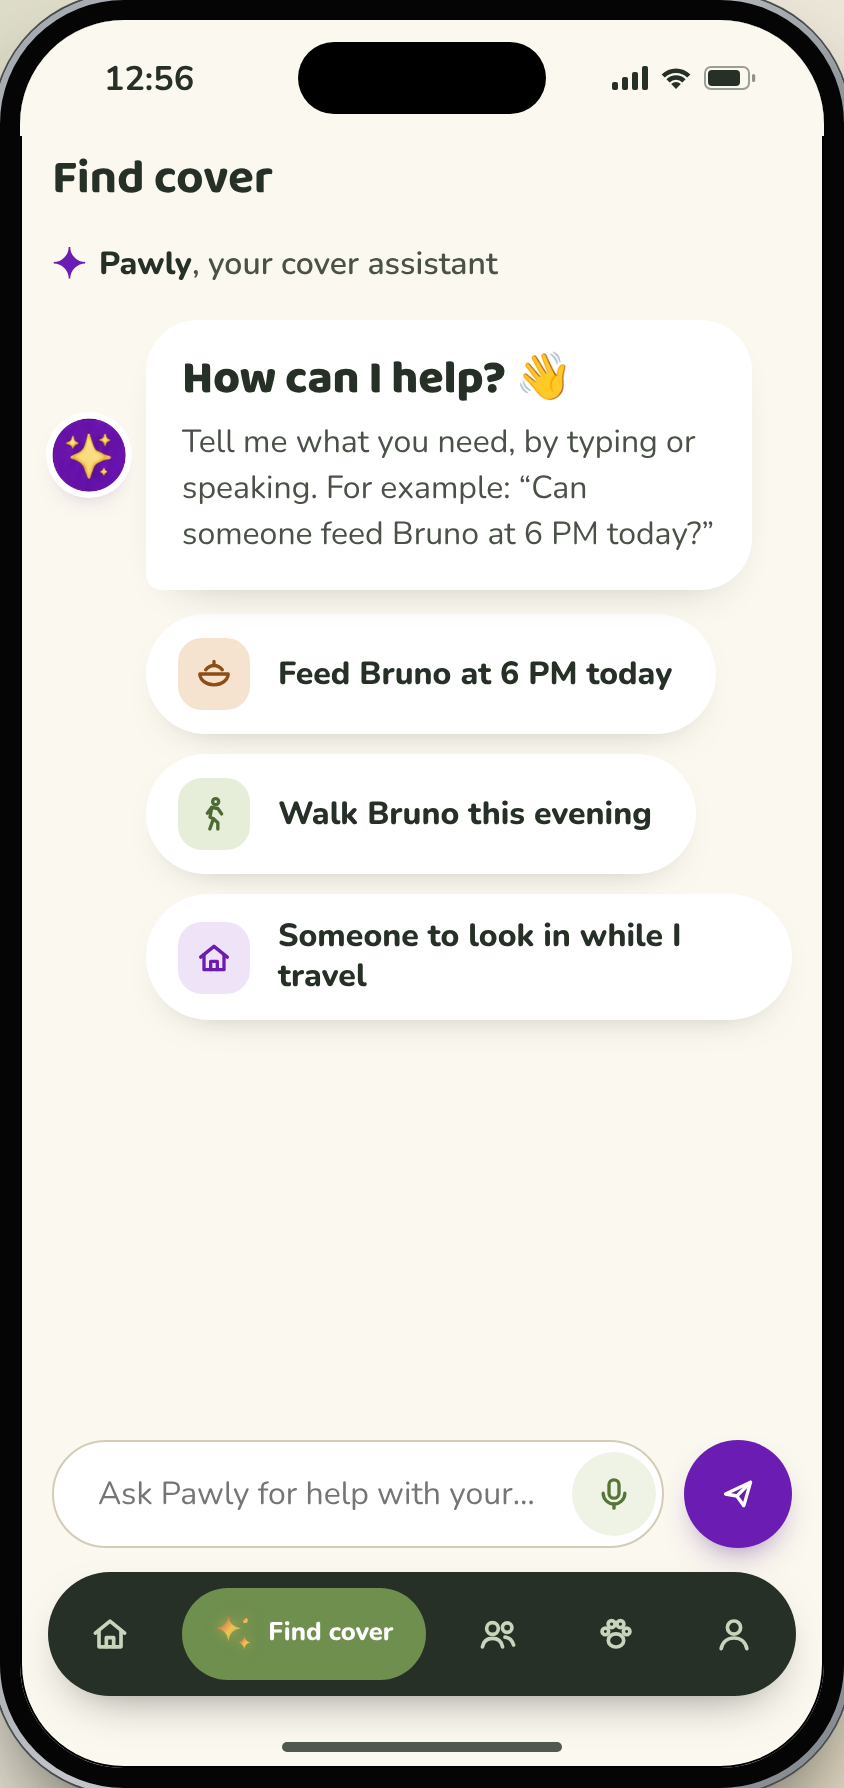 12:56
Find cover
Pawly, your cover assistant
How can I help? 👋
Tell me what you need, by typing or
speaking. For example: “Can
someone feed Bruno at 6 PM today?”
Feed Bruno at 6 PM today
Walk Bruno this evening
Someone to look in while I
travel
Ask Pawly for help with your...
Find cover